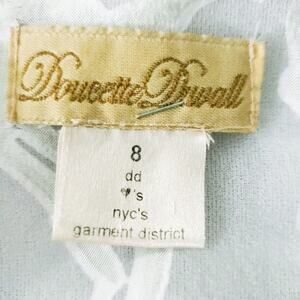 Doucette Duvall
8
dd
♥'s
nyc's
garment district